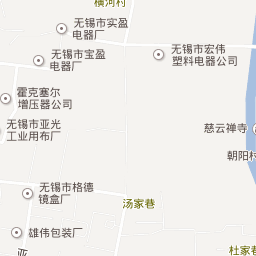 横河村
无锡市实盈
电器厂
无锡市宏伟
塑料电器公司
无锡市宝盈
电器厂
霍克塞尔
增压器公司
无锡市亚光
工业用布厂
慈云禅寺
朝阳村
无锡市格德
镜盒厂
汤家巷
雄伟包装厂
亚
杜家巷